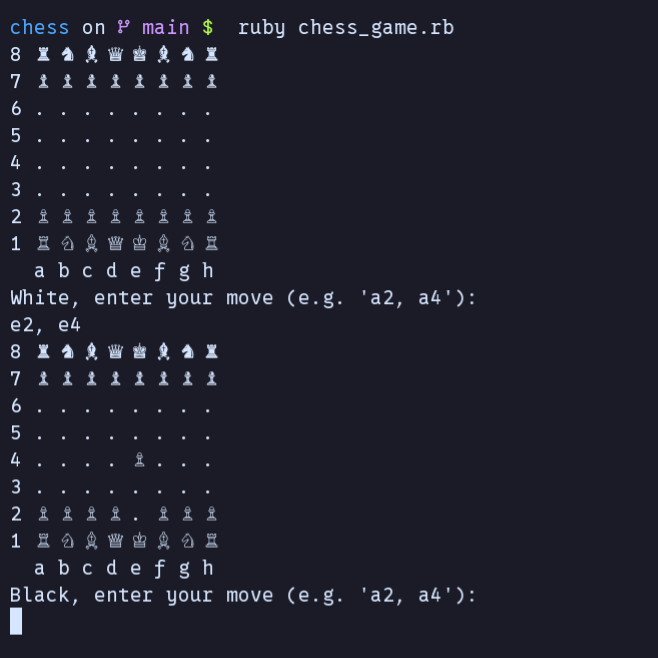 chess on main $ ruby chess_game.rb
8 ♜ ♞ ♝ ♛ ♚ ♝ ♞ ♜
7 ♟ ♟ ♟ ♟ ♟ ♟ ♟ ♟
6 . . . . . . . .
5 . . . . . . . .
4 . . . . . . . .
3 . . . . . . . .
2 ♙ ♙ ♙ ♙ ♙ ♙ ♙ ♙
1 ♖ ♘ ♗ ♕ ♔ ♗ ♘ ♖
a b c d e f g h
White, enter your move (e.g. 'a2, a4'):
e2, e4
8 ♜ ♞ ♝ ♛ ♚ ♝ ♞ ♜
7 ♟ ♟ ♟ ♟ ♟ ♟ ♟ ♟
6 . . . . . . . .
5 . . . . . . . .
4 . . . . ♙ . . .
3 . . . . . . . .
2 ♙ ♙ ♙ ♙ . ♙ ♙ ♙
1 ♖ ♘ ♗ ♕ ♔ ♗ ♘ ♖
a b c d e f g h
Black, enter your move (e.g. 'a2, a4'):